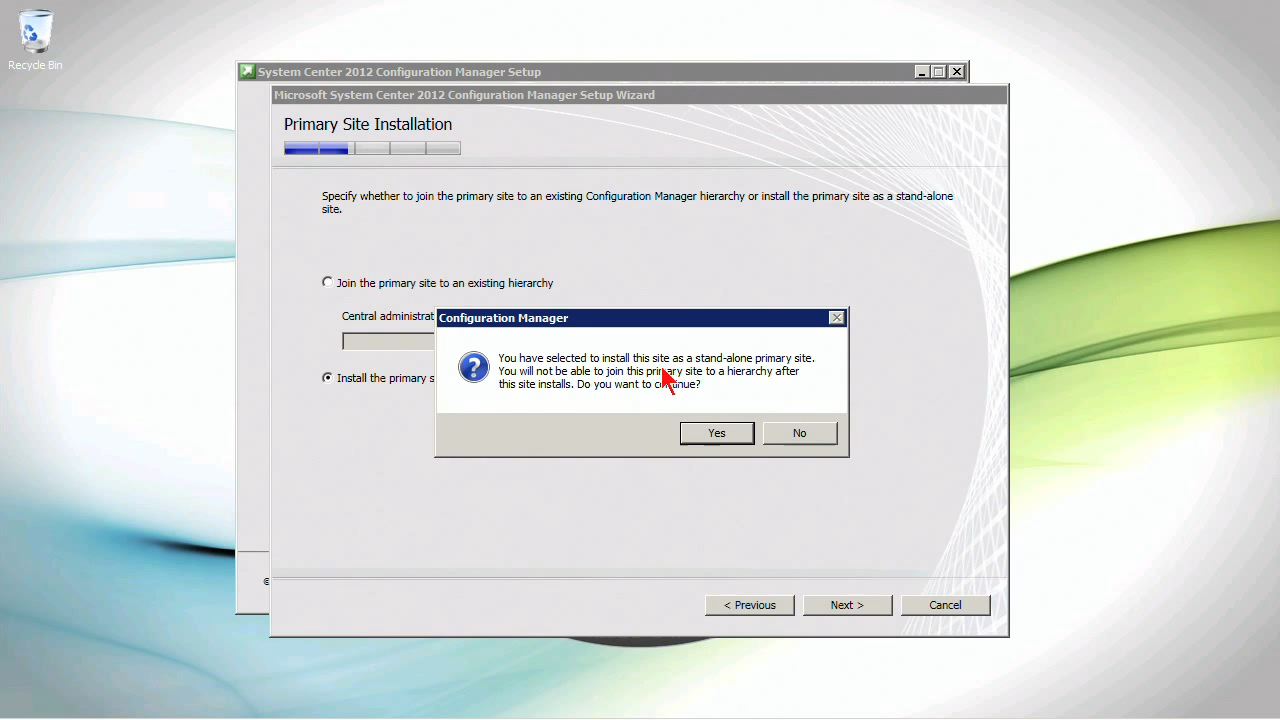 Recycle Bin
System Center 2012 Configuration Manager Setup
Microsoft System Center 2012 Configuration Manager Setup Wizard
Primary Site Installation
Specify whether to join the primary site to an existing Configuration Manager hierarchy or install the primary site as a stand-alone
site.
Join the primary site to an existing hierarchy
Central administrat
Install the primary s
Configuration Manager
You have selected to install this site as a stand-alone primary site.
You will not be able to join this primary site to a hierarchy after
this site installs. Do you want to continue?
Yes
No
©
< Previous
Next >
Cancel